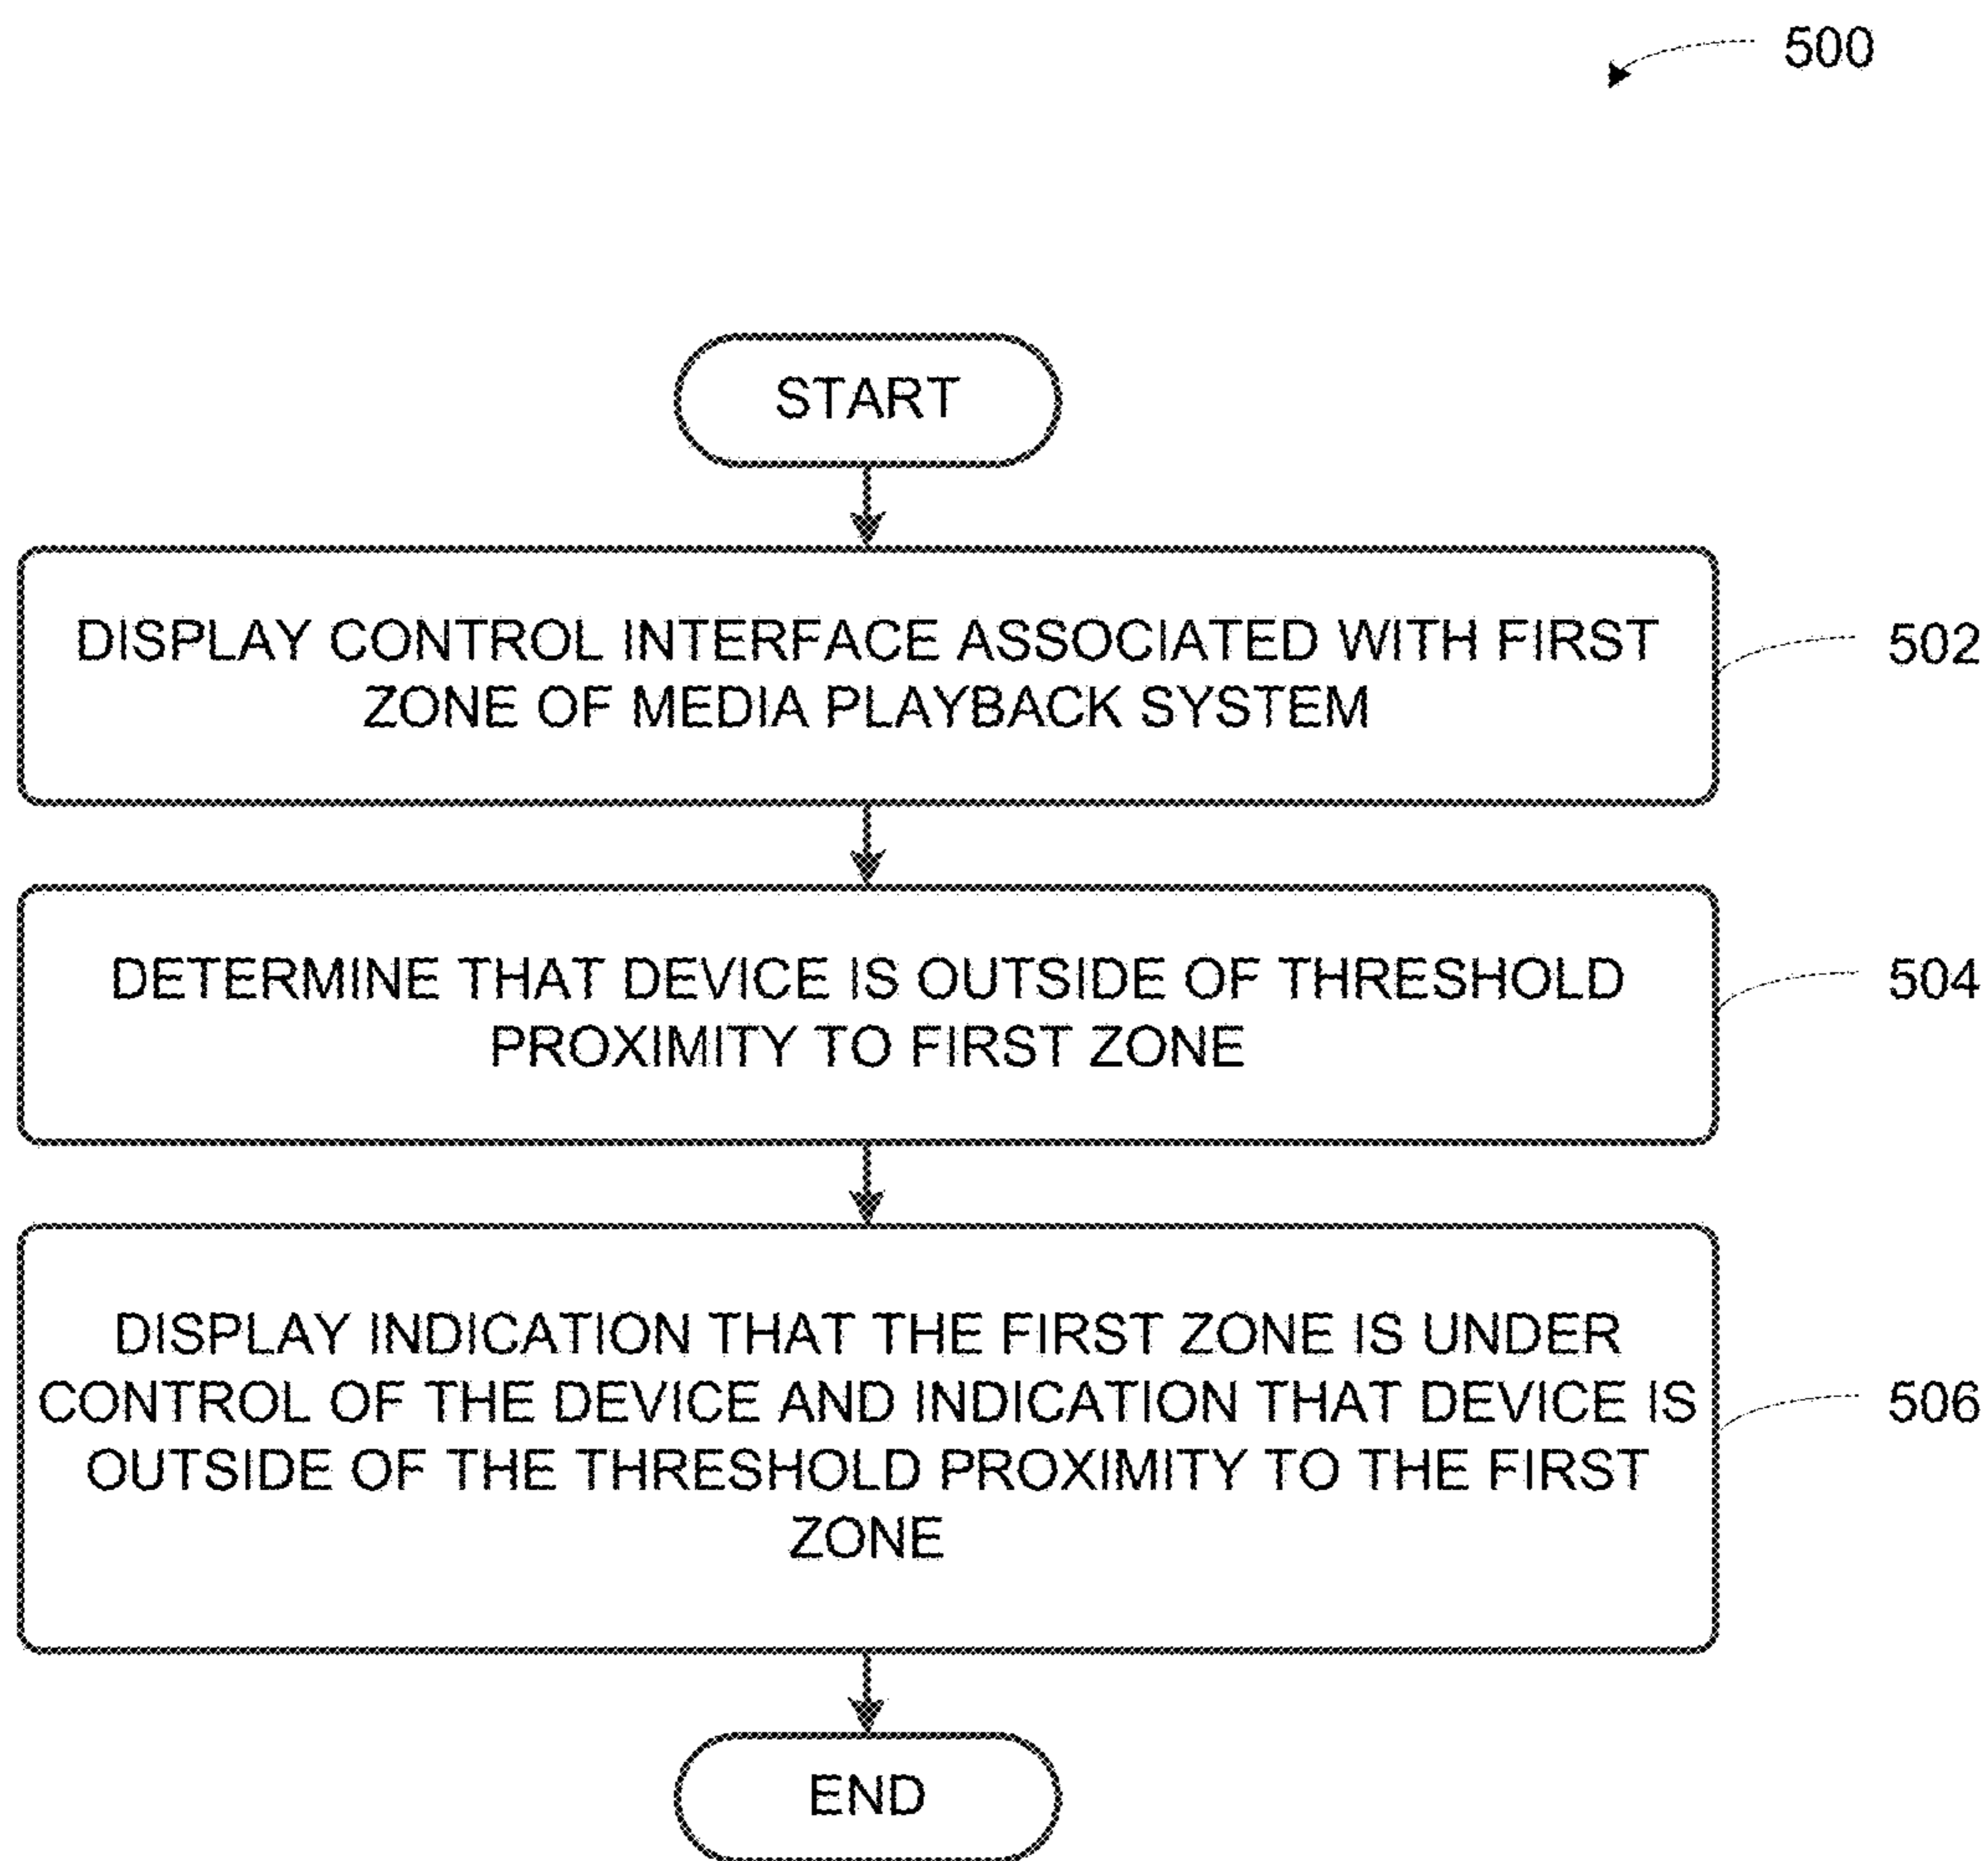 500
START
DISPLAY CONTROL INTERFACE ASSOCIATED WITH FIRST
ZONE OF MEDIA PLAYBACK SYSTEM
502
DETERMINE THAT DEVICE IS OUTSIDE OF THRESHOLD
PROXIMITY TO FIRST ZONE
504
DISPLAY INDICATION THAT THE FIRST ZONE IS UNDER
CONTROL OF THE DEVICE AND INDICATION THAT DEVICE IS
OUTSIDE OF THE THRESHOLD PROXIMITY TO THE FIRST
ZONE
506
END